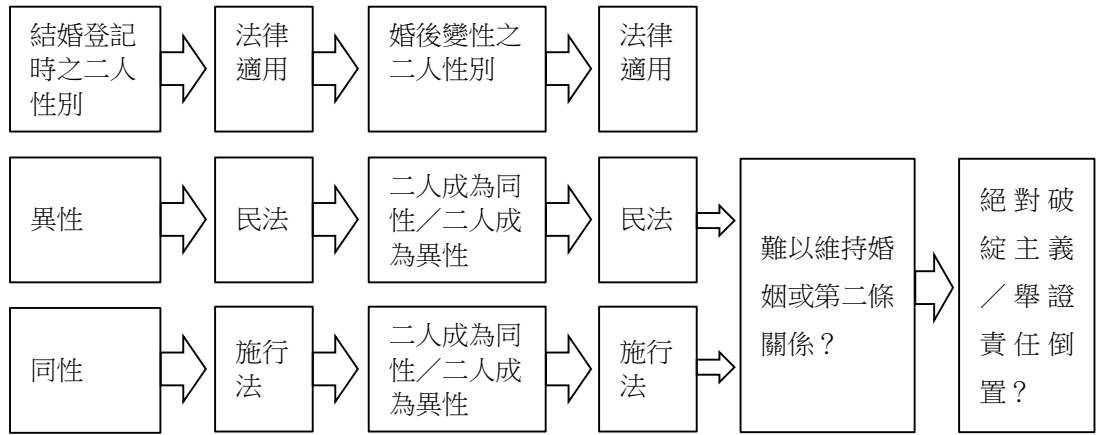 結婚登記
時之二人
性別
法律
適用
婚後變性之
二人性別
法律
適用
異性
民法
二人成為同
性／二人成
為異性
民法
同性
施行
法
二人成為同
性／二人成
為異性
施行
法
難以維持婚
姻或第二條
關係？
絕對破
綻主義
／舉證
責任倒
置？